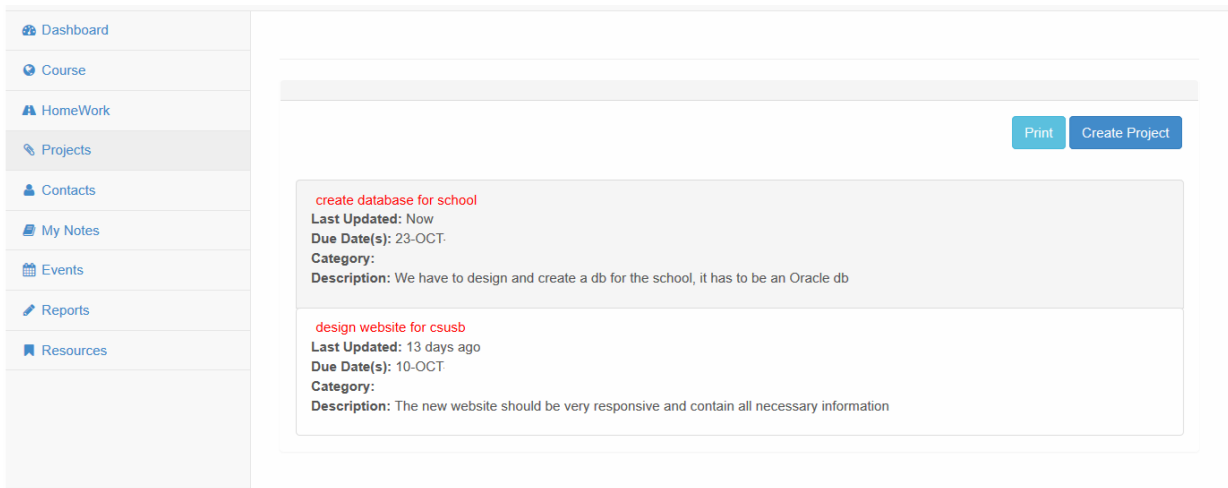 Dashboard
Course
HomeWork
Projects
Contacts
My Notes
Events
Reports
Resources
Print
Create Project
create database for school
Last Updated: Now
Due Date(s): 23-OCT-
Category:
Description: We have to design and create a db for the school, it has to be an Oracle db
design website for csusb
Last Updated: 13 days ago
Due Date(s): 10-OCT-
Category:
Description: The new website should be very responsive and contain all necessary information